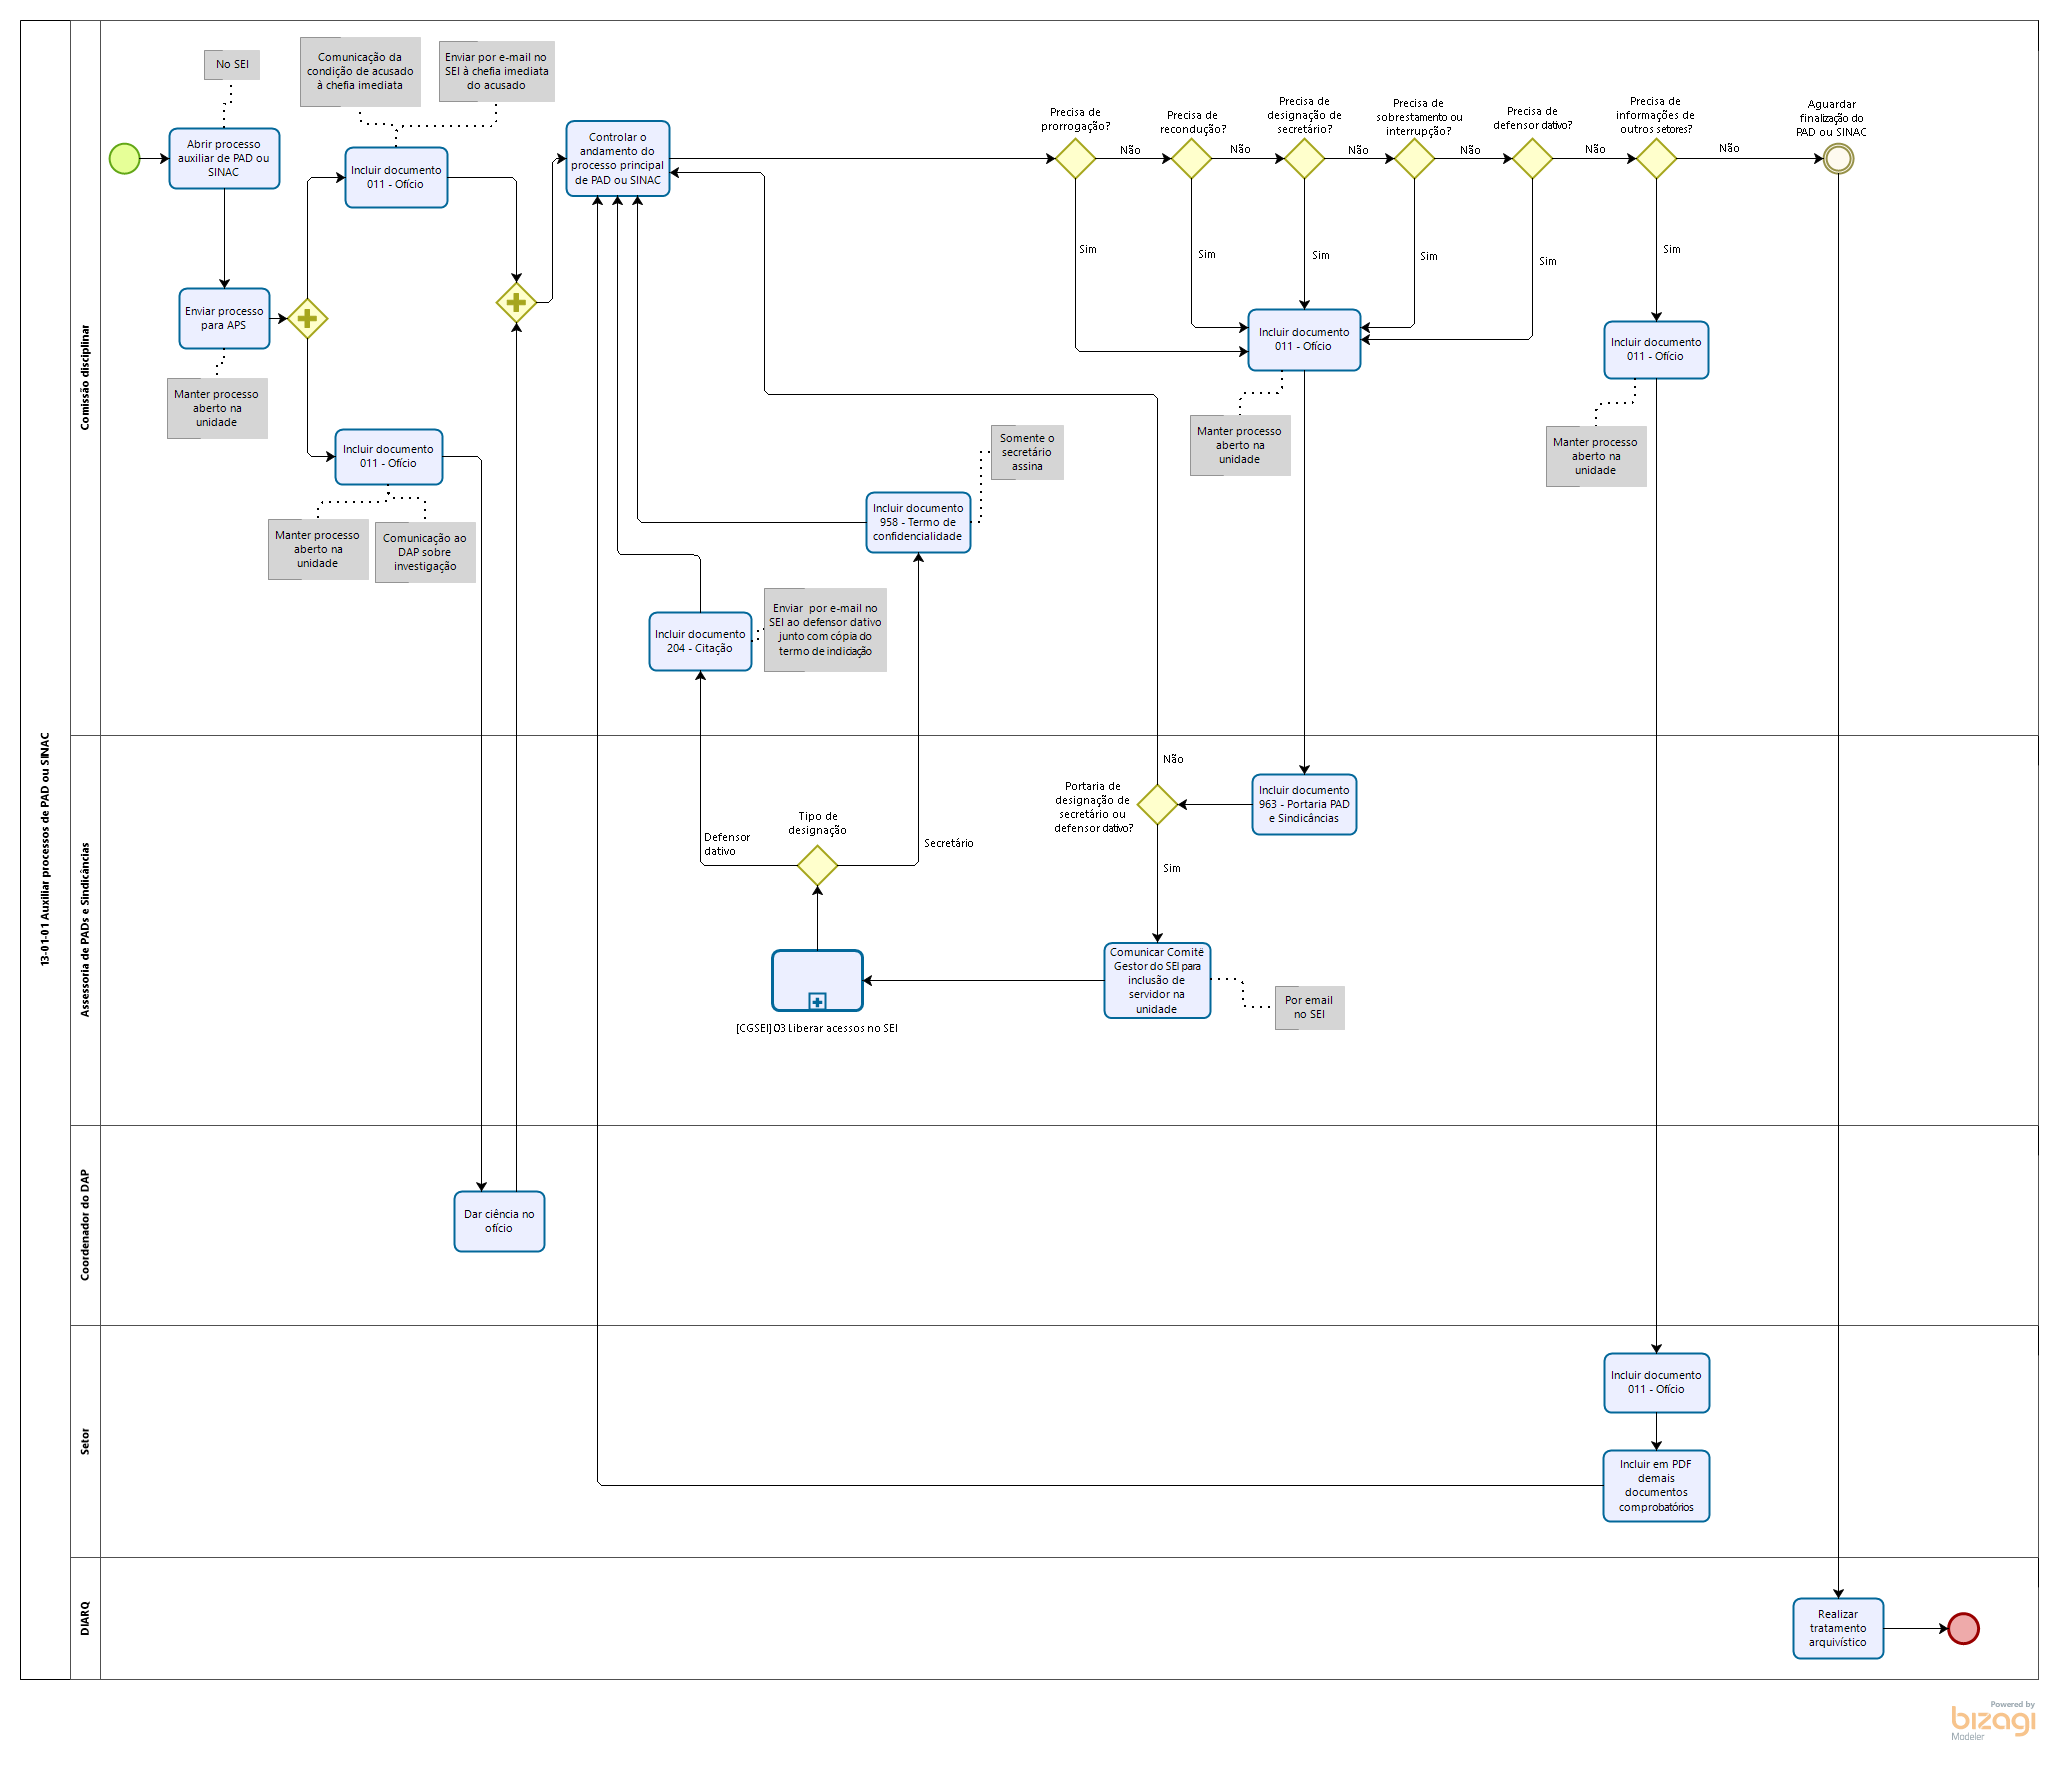 13-01-01 Auxiliar processos de PAD ou SINAC
Comissão disciplinar
No SEI
Comunicação da
condição de acusado
à chefia imediata
Enviar por e-mail no
SEI à chefia imediata
do acusado
Abrir processo
auxiliar de PAD ou
SINAC
Incluir documento
011 - Ofício
Controlar o
andamento do
processo principal
de PAD ou SINAC
Precisa de
prorrogação?
Não
Precisa de
recondução?
Não
Precisa de
designação de
secretário?
Não
Precisa de
sobrestamento ou
interrupção?
Não
Precisa de
defensor dativo?
Não
Precisa de
informações de
outros setores?
Não
Aguardar
finalização do
PAD ou SINAC
Sim
Sim
Sim
Sim
Sim
Sim
Enviar processo
para APS
Manter processo
aberto na
unidade
Incluir documento
011 - Ofício
Manter processo
aberto na
unidade
Comunicação ao
DAP sobre
investigação
Incluir documento
011 - Ofício
Manter processo
aberto na
unidade
Incluir documento
011 - Ofício
Manter processo
aberto na
unidade
Somente o
secretário
assina
Incluir documento
958 - Termo de
confidencialidade
Incluir documento
204 - Citação
Enviar por e-mail no
SEI ao defensor dativo
junto com cópia do
termo de indiciação
Assessoria de PADs e Sindicâncias
Não
Portaria de
designação de
secretário ou
defensor dativo?
Incluir documento
963 - Portaria PAD
e Sindicâncias
Tipo de
designação
Defensor
dativo
Secretário
Sim
Comunicar Comitê
Gestor do SEI para
inclusão de
servidor na
unidade
Por email
no SEI
[CGSEI]03 Liberar acessos no SEI
Coordenador do DAP
Dar ciência no
ofício
Setor
Incluir documento
011 - Ofício
Incluir em PDF
demais
documentos
comprobatórios
DIARQ
Realizar
tratamento
arquivístico
Powered by
bizagi
Modeler